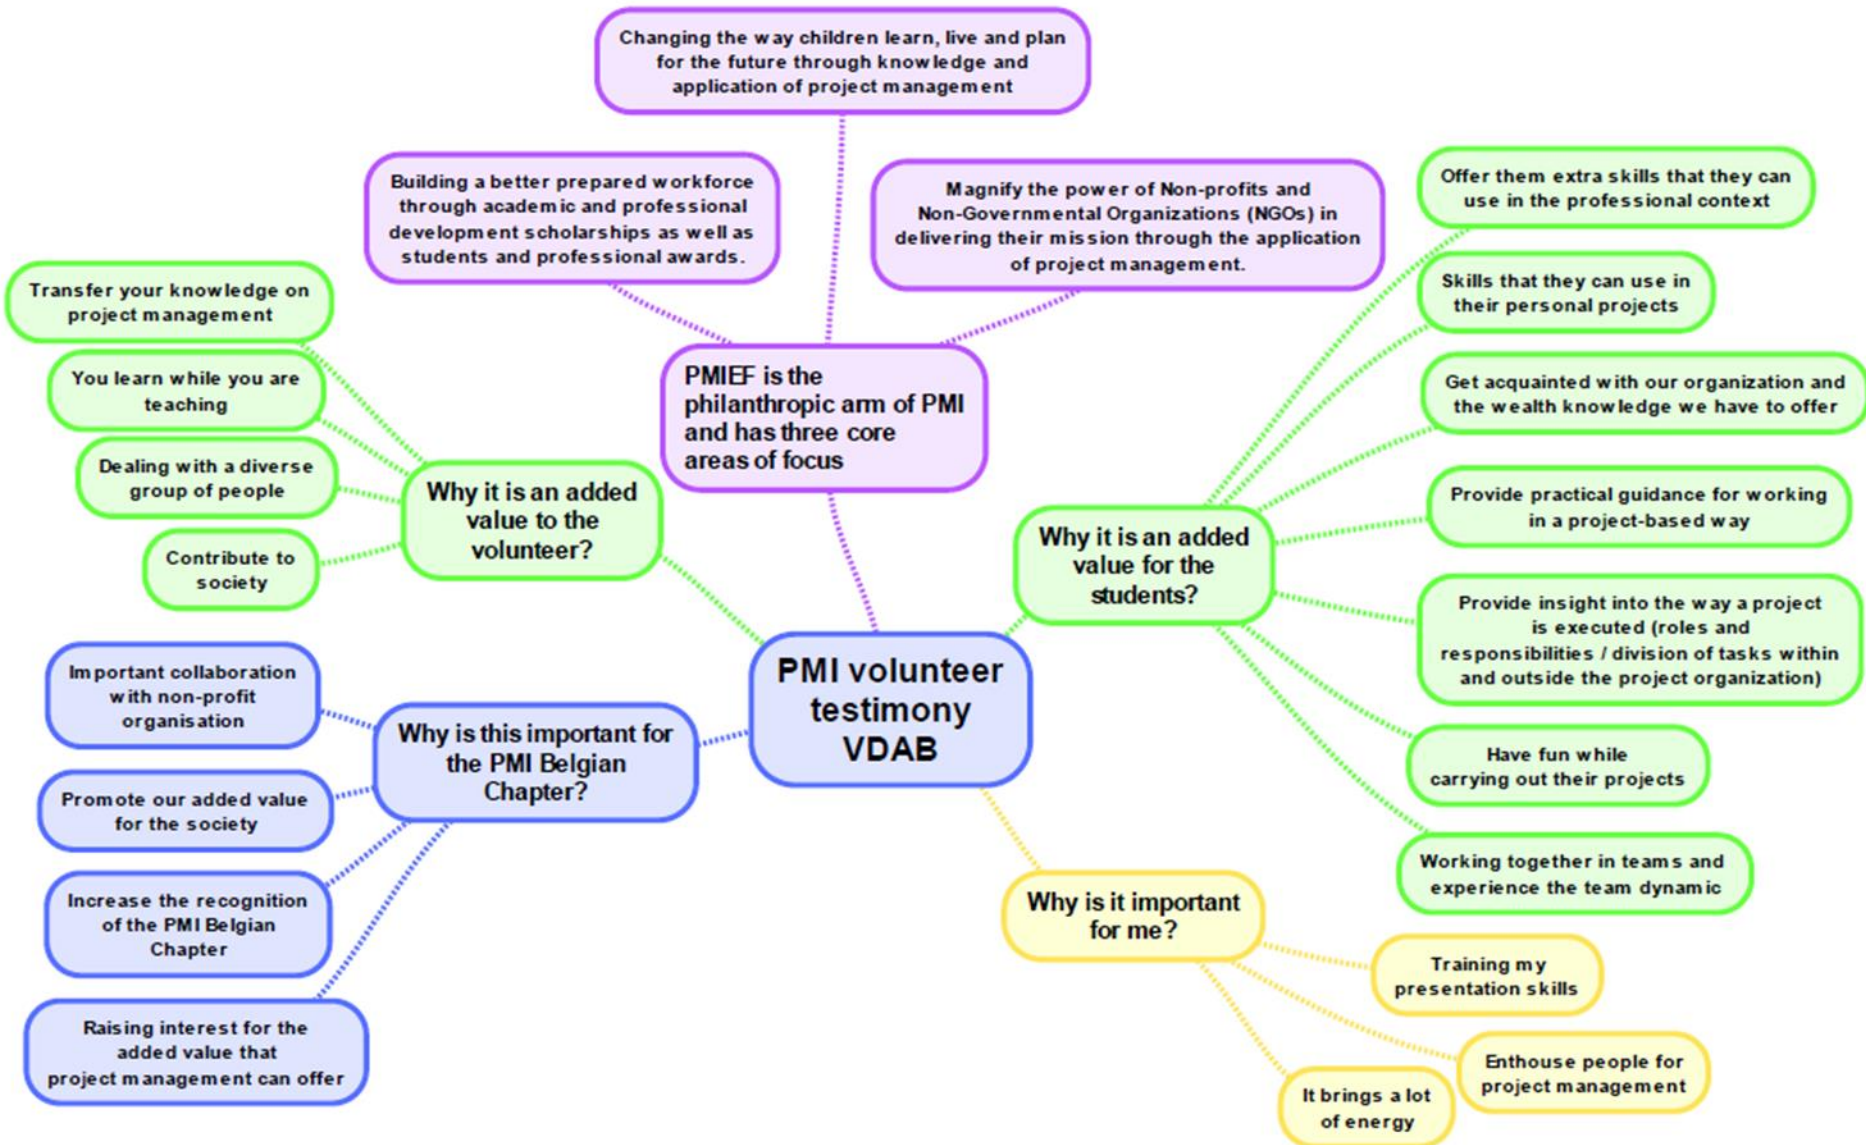 Changing the way children learn, live and plan
for the future through knowledge and
application of project management
Building a better prepared workforce
through academic and professional
development scholarships as well as
students and professional awards.
Magnify the power of Non-profits and
Non-Governmental Organizations (NGOs) in
delivering their mission through the application
of project management.
PMIEF is the
philanthropic arm of PMI
and has three core
areas of focus
Transfer your knowledge on
project management
You learn while you are
teaching
Dealing with a diverse
group of people
Contribute to
society
Why it is an added
value to the
volunteer?
Offer them extra skills that they can
use in the professional context
Skills that they can use in
their personal projects
Get acquainted with our organization and
the wealth knowledge we have to offer
Provide practical guidance for working
in a project-based way
Provide insight into the way a project
is executed (roles and
responsibilities / division of tasks within
and outside the project organization)
Have fun while
carrying out their projects
Working together in teams and
experience the team dynamic
Why it is an added
value for the
students?
PMI volunteer
testimony
VDAB
Important collaboration
with non-profit
organisation
Promote our added value
for the society
Increase the recognition
of the PMI Belgian
Chapter
Raising interest for the
added value that
project management can offer
Why is this important for
the PMI Belgian
Chapter?
Why is it important
for me?
Training my
presentation skills
Enthouse people for
project management
It brings a lot
of energy